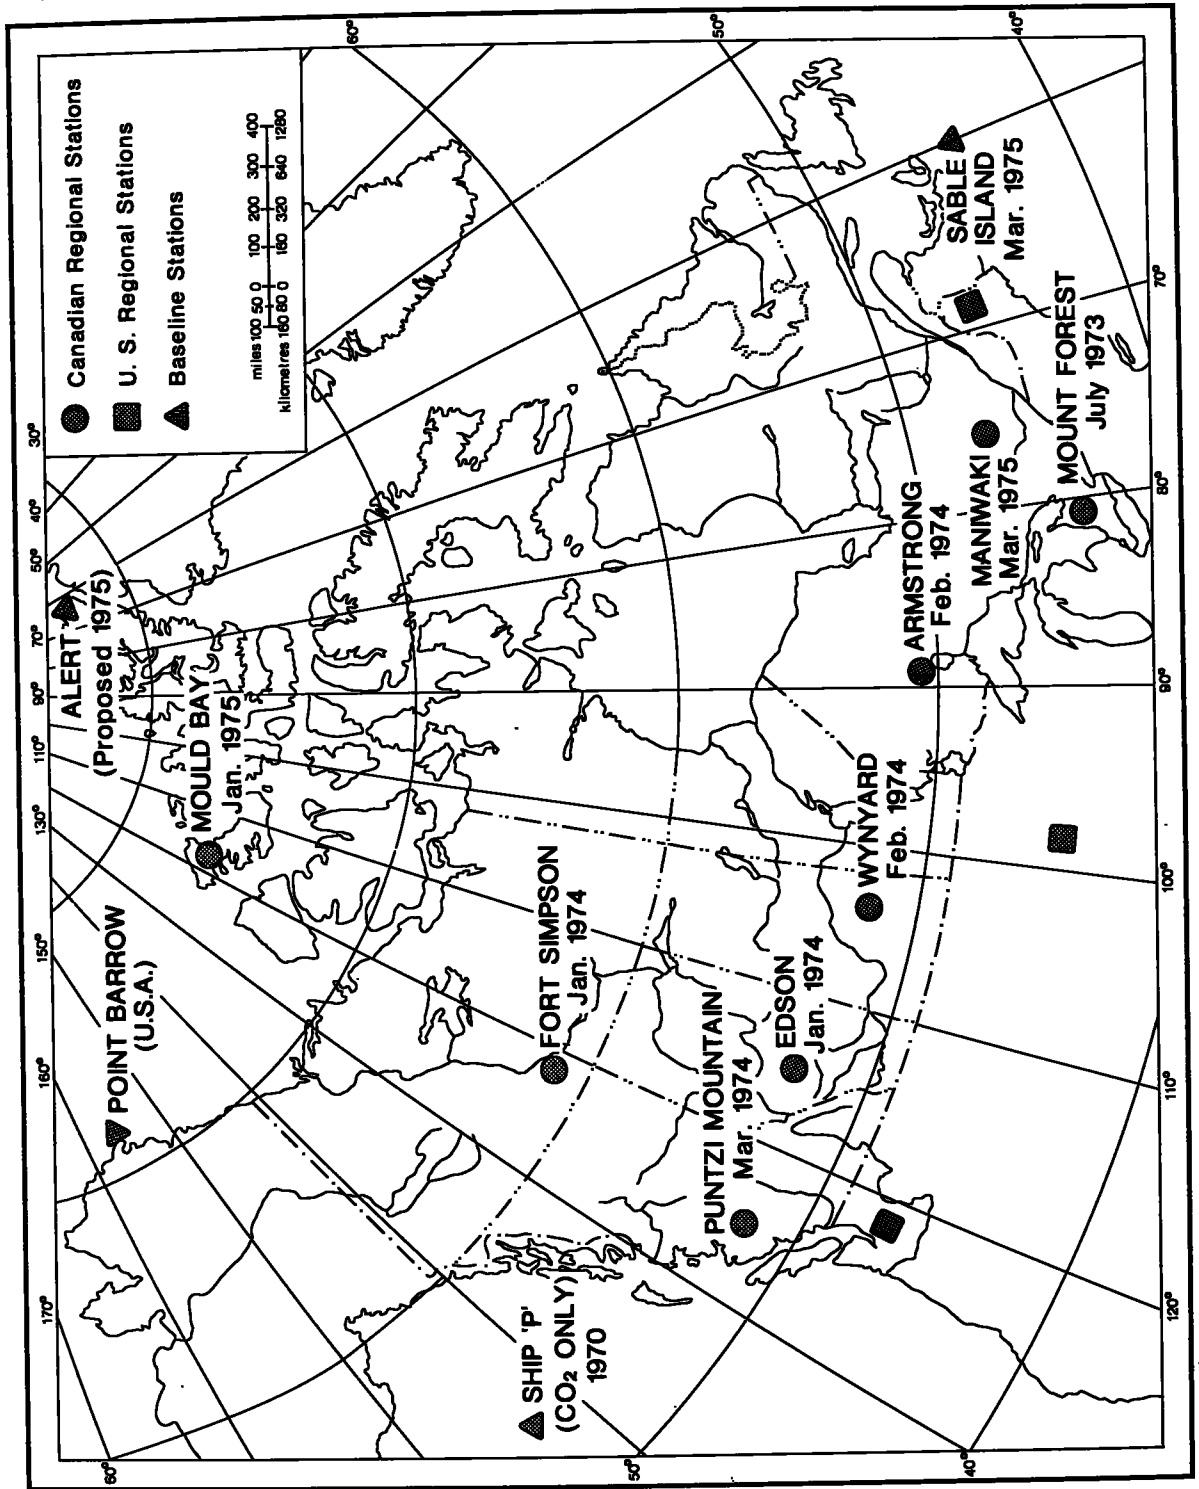 Canadian Regional Stations
U. S. Regional Stations
Baseline Stations
miles 100 50 0 100 200 300 400
kilometres 160 80 0 160 320 640 1280
POINT BARROW
(U.S.A.)
ALERT
(Proposed 1975)
MOULD BAY
Jan. 1975
SHIP 'P'
(CO₂ ONLY)
1970
FORT SIMPSON
Jan. 1974
PUNTZI MOUNTAIN
Mar. 1974
EDSON
Jan. 1974
WYNYARD
Feb. 1974
ARMSTRONG
Feb. 1974
MANIWAKI
Mar. 1975
MOUNT FOREST
July 1973
SABLE
ISLAND
Mar. 1975
170° 160° 150° 130° 110° 90° 70° 50° 40° 30°
60° 50° 40°
60° 50° 40°
120° 110° 100° 90° 80° 70°